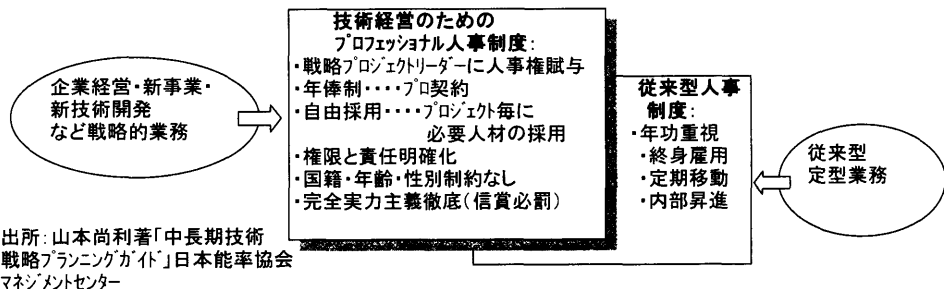 企業経営・新事業・
新技術開発
など戦略的業務
技術経営のための
プロフェッショナル人事制度:
・戦略プロジェクトリーダーに人事権賦与
・年俸制・・・・プロ契約
・自由採用・・・・プロジェクト毎に
必要人材の採用
・権限と責任明確化
・国籍・年齢・性別制約なし
・完全実力主義徹底(信賞必罰)
従来型人事
制度:
・年功重視
・終身雇用
・定期移動
・内部昇進
従来型
定型業務
出所:山本尚利著「中長期技術
戦略プランニングガイド」日本能率協会
マネジメントセンター